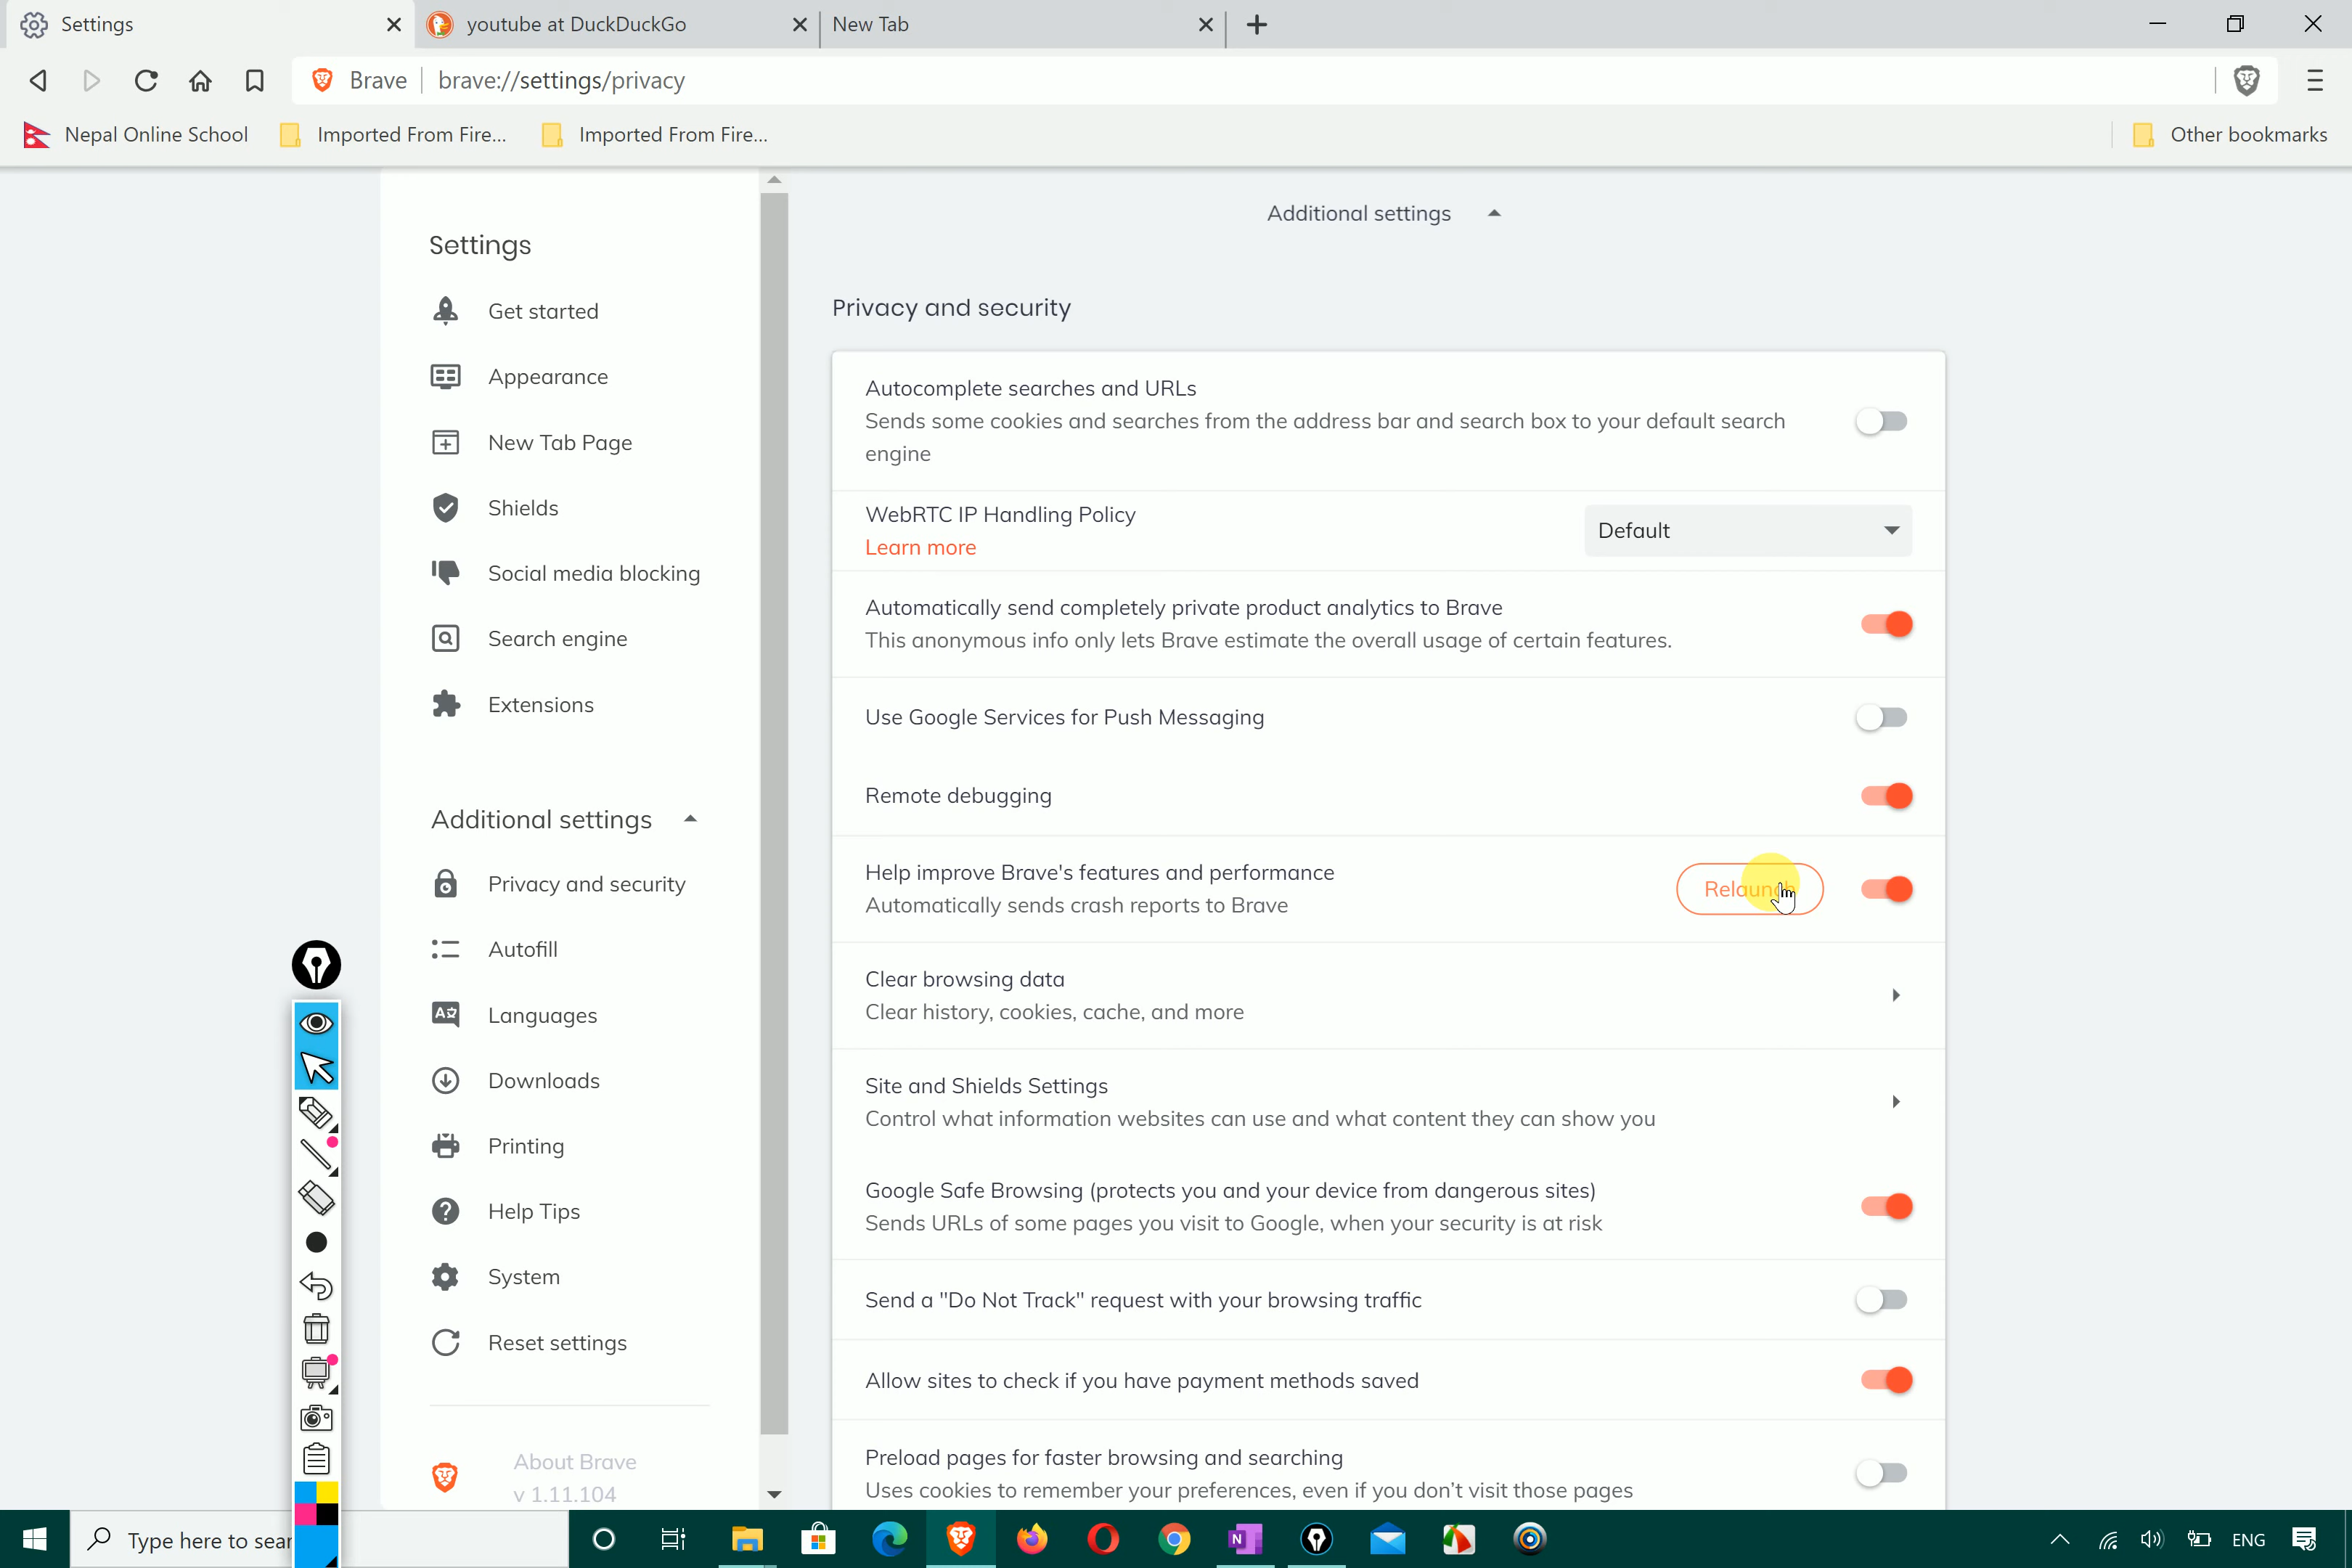 Settings
youtube at DuckDuckGo
New Tab
Brave
brave://settings/privacy
Nepal Online School
Imported From Fire...
Imported From Fire...
Other bookmarks
Settings
Get started
Appearance
New Tab Page
Shields
Social media blocking
Search engine
Extensions
Additional settings
Privacy and security
Autofill
Languages
Downloads
Printing
Help Tips
System
Reset settings
About Brave
v 1.11.104
Additional settings
Privacy and security
Autocomplete searches and URLs
Sends some cookies and searches from the address bar and search box to your default search
engine
WebRTC IP Handling Policy
Learn more
Default
Automatically send completely private product analytics to Brave
This anonymous info only lets Brave estimate the overall usage of certain features.
Use Google Services for Push Messaging
Remote debugging
Help improve Brave's features and performance
Automatically sends crash reports to Brave
Relaunch
Clear browsing data
Clear history, cookies, cache, and more
Site and Shields Settings
Control what information websites can use and what content they can show you
Google Safe Browsing (protects you and your device from dangerous sites)
Sends URLs of some pages you visit to Google, when your security is at risk
Send a "Do Not Track" request with your browsing traffic
Allow sites to check if you have payment methods saved
Preload pages for faster browsing and searching
Uses cookies to remember your preferences, even if you don't visit those pages
Type here to sear
ENG